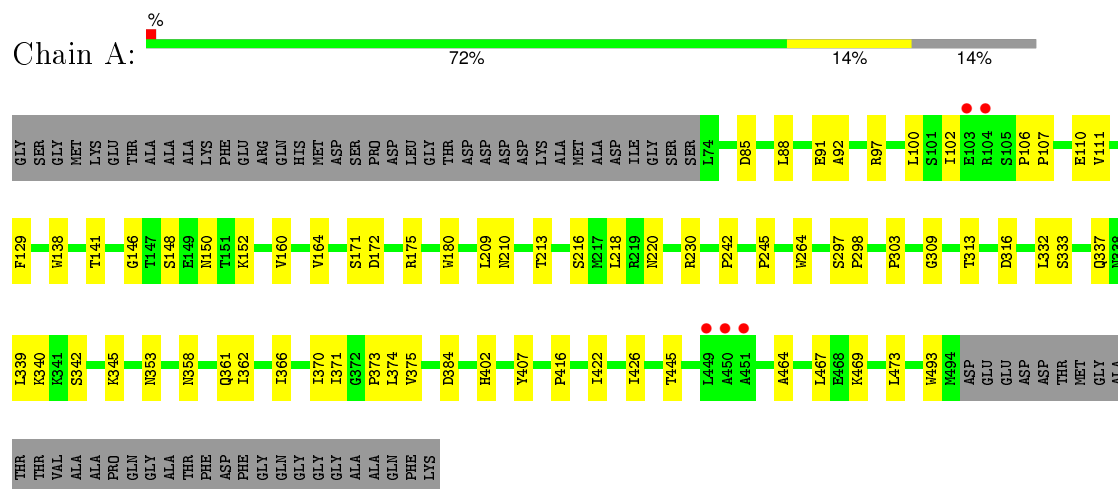 %
Chain A:
72% 14% 14%
GLY SER GLY MET LYS GLU THR ALA ALA ALA LYS PHE GLU ARG GLN HIS MET ASP SER PRO ASP LEU GLY THR ASP ASP ASP ASP LYS ALA MET ALA ASP ILE GLY SER SER L74 D85 L88 E91 A92 R97 L100 S101 I102 E103 R104 S105 P106 P107 E110 V111
F129 W138 T141 G146 T147 S148 E149 N150 T151 K152 V160 V164 S171 D172 R175 W180 L209 N210 T213 S216 M217 L218 R219 N220 R230 P242 P245 W264 S297 P298 P303 G309 T313 D316 L332 S333 Q337 N338
L339 K340 K341 S342 K345 N353 N358 Q361 I362 I366 I370 I371 G372 P373 L374 V375 D384 H402 Y407 P416 I422 I426 T445 L449 A450 A451 A464 L467 E468 K469 L473 W493 M494 ASP GLU GLU ASP ASP THR MET GLY ALA
THR THR VAL ALA ALA PRO GLN GLY ALA THR PHE ASP PHE GLY GLN GLY GLY GLY ALA ALA GLN PHE LYS